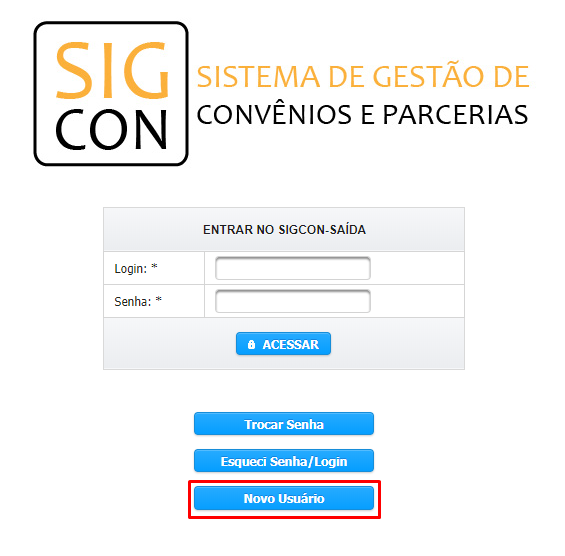 SIG
CON
SISTEMA DE GESTÃO DE
CONVÊNIOS E PARCERIAS
ENTRAR NO SIGCON-SAÍDA
Login: *
Senha: *
ACESSAR
Trocar Senha
Esqueci Senha/Login
Novo Usuário